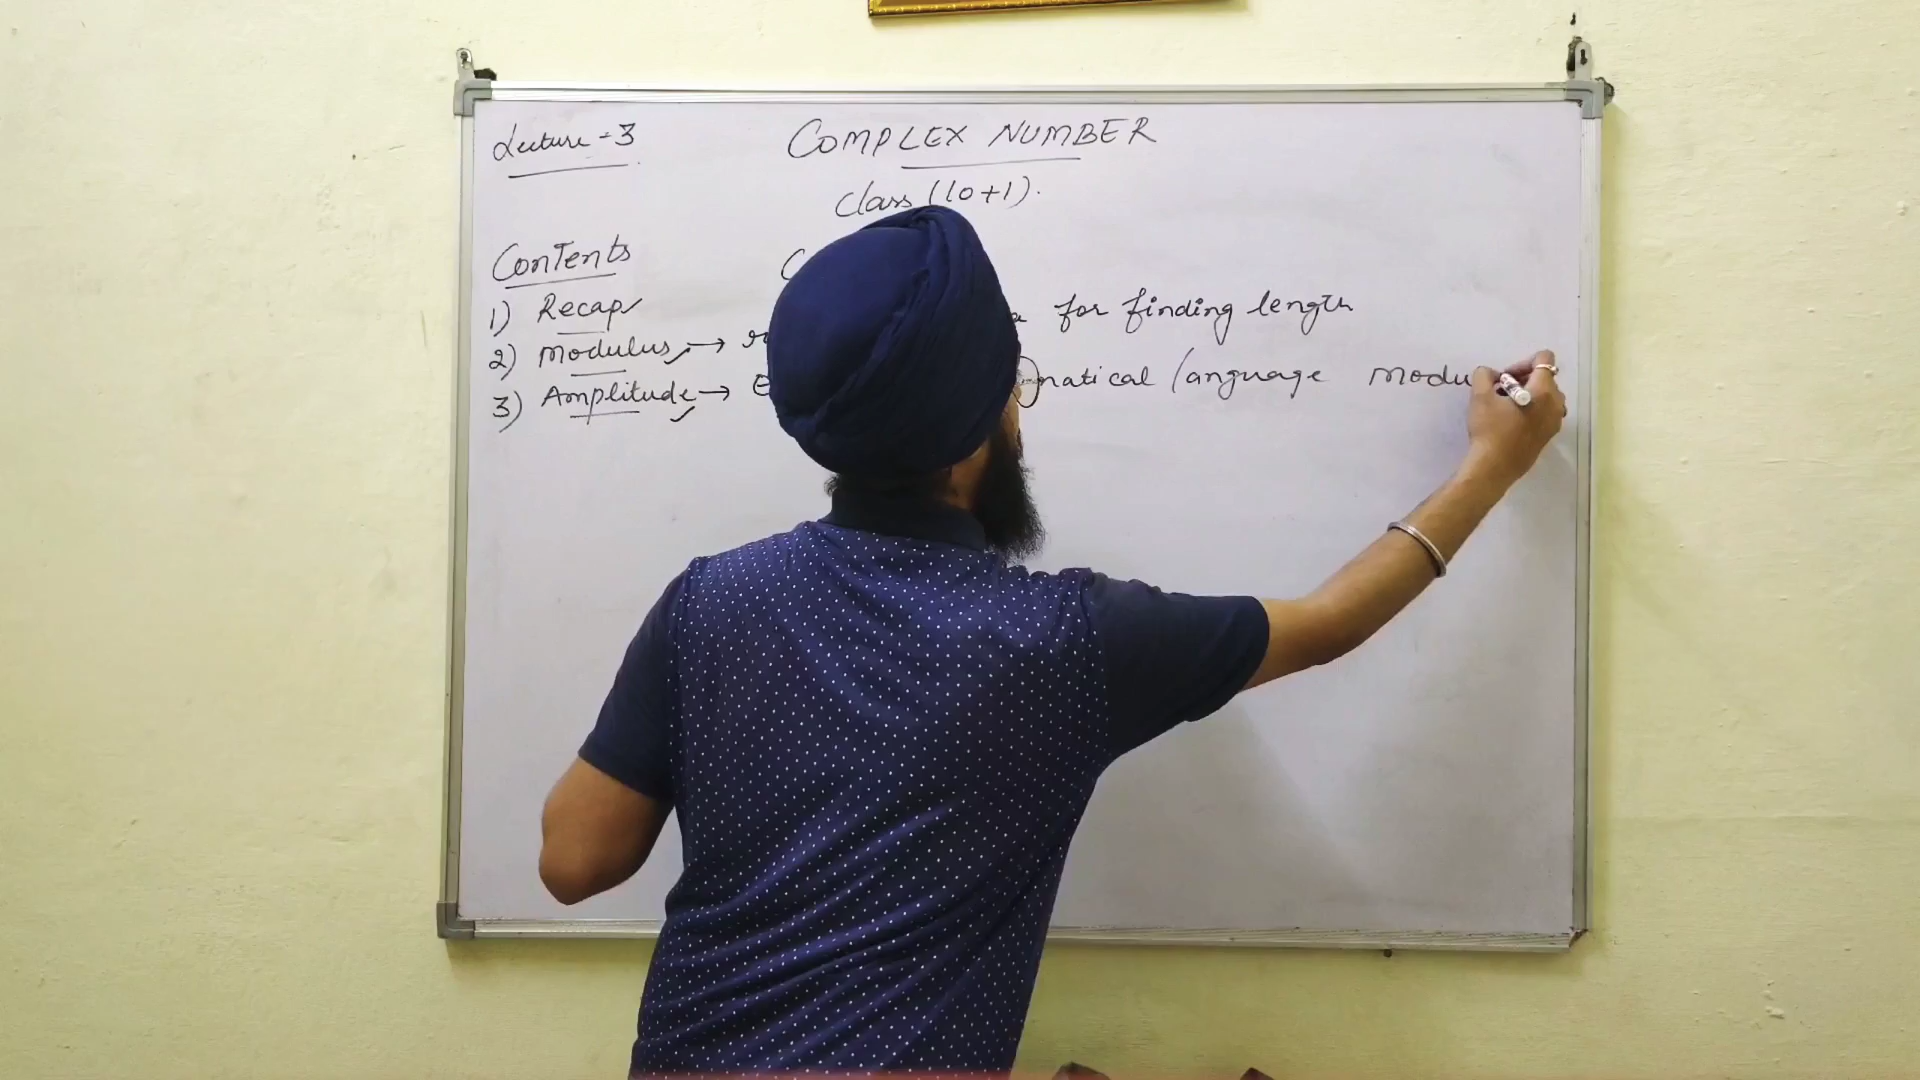 Lecture - 3
COMPLEX NUMBER
Class (10+1).
Contents
1) Recap
for finding length
2) Modulus →
3) Amplitude →
language modu